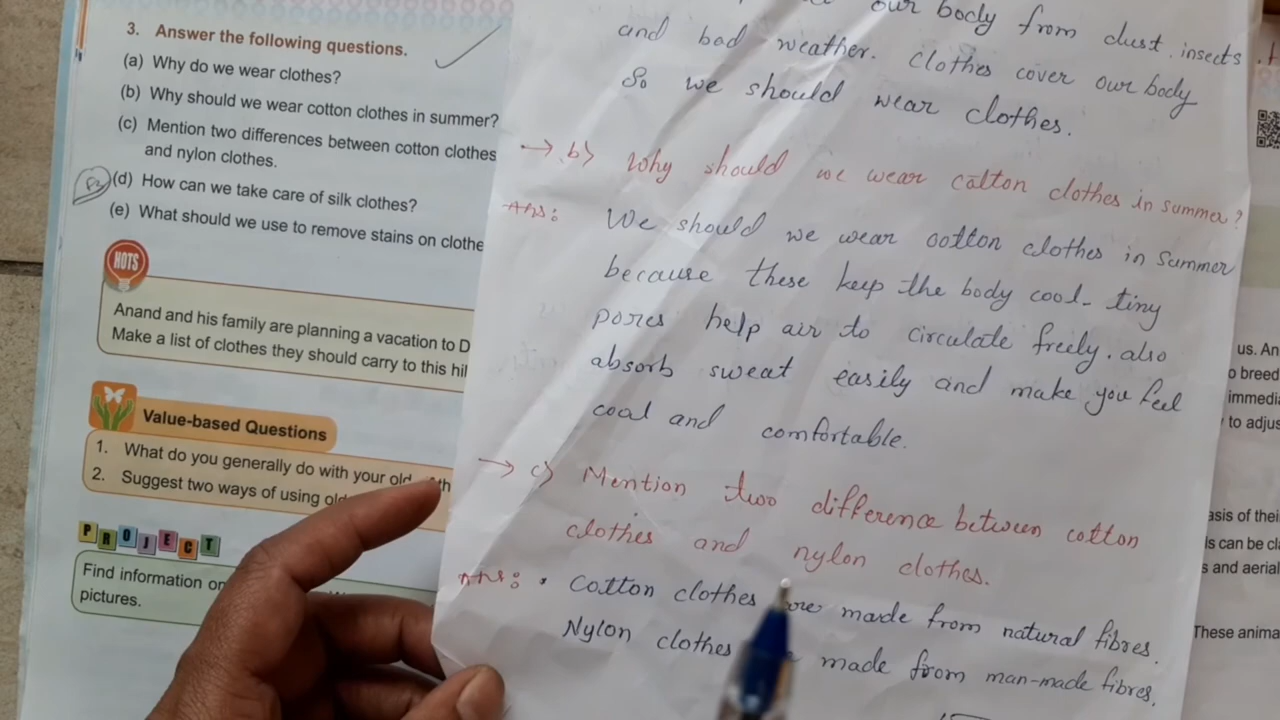 3. Answer the following questions.
(a) Why do we wear clothes?
(b) Why should we wear cotton clothes in summer?
(c) Mention two differences between cotton clothes
and nylon clothes.
(d) How can we take care of silk clothes?
(e) What should we use to remove stains on clothe
HOTS
Anand and his family are planning a vacation to D
Make a list of clothes they should carry to this hil
Value-based Questions
1. What do you generally do with your old
2. Suggest two ways of using old
PROJECT
Find information on
pictures.
our body from dust, insects
and bad weather. Clothes cover our body
So we should wear clothes.
→ b) Why should we wear cotton clothes in summer?
Ans: We should we wear cotton clothes in summer
because these keep the body cool- tiny
pores help air to circulate freely. also
absorb sweat easily and make you feel
coal and comfortable.
→ c) Mention two difference between cotton
clothes and nylon clothes.
Ans: • Cotton clothes are made from natural fibres.
Nylon clothes made from man-made fibres.
us. An
o breed
immedia
to adjus
asis of thei
ls can be cl
s and aerial
These anima